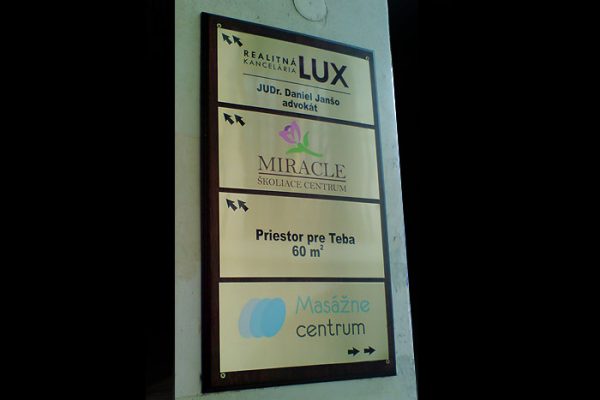 REALITNÁ
KANCELÁRIA LUX
JUDr. Daniel Janšo
advokát
MIRACLE
ŠKOLIACE CENTRUM
Priestor pre Teba
60 m²
Masážne
centrum